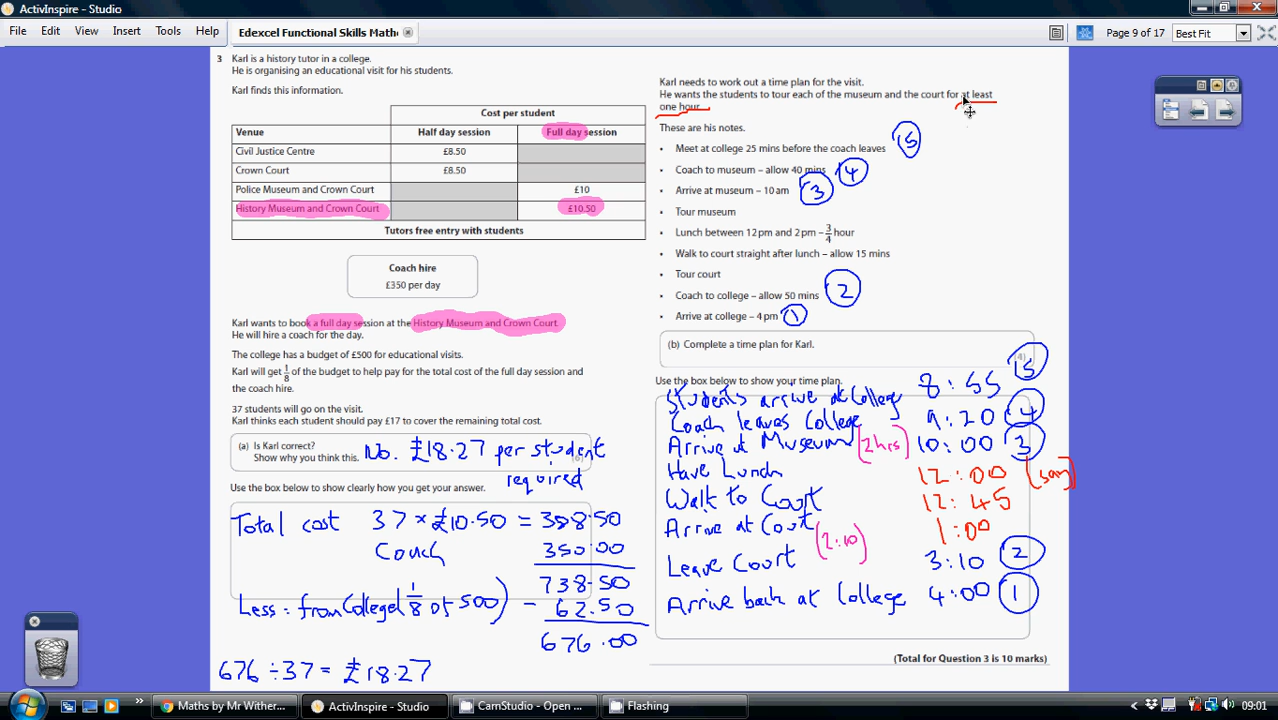 ActivInspire - Studio
File Edit View Insert Tools Help
Edexcel Functional Skills Mathe
Page 9 of 17
Best Fit
3 Karl is a history tutor in a college.
He is organising an educational visit for his students.
Karl finds this information.
Cost per student
Venue Half day session Full day session
Civil Justice Centre £8.50
Crown Court £8.50
Police Museum and Crown Court £10
History Museum and Crown Court £10.50
Tutors free entry with students
Coach hire
£350 per day
Karl wants to book a full day session at the History Museum and Crown Court.
He will hire a coach for the day.
The college has a budget of £500 for educational visits.
Karl will get 1/8 of the budget to help pay for the total cost of the full day session and
the coach hire.
37 students will go on the visit.
Karl thinks each student should pay £17 to cover the remaining total cost.
(a) Is Karl correct?
Show why you think this.
No. £18.27 per student
required
Use the box below to show clearly how you get your answer.
Total cost 37 × £10.50 = 388.50
Coach 350.00
738.50
Less: from College (1/8 of 500) - 62.50
676.00
676 ÷ 37 = £18.27
Karl needs to work out a time plan for the visit.
He wants the students to tour each of the museum and the court for at least
one hour.
These are his notes.
• Meet at college 25 mins before the coach leaves 5
• Coach to museum – allow 40 mins 4
• Arrive at museum – 10 am 3
• Tour museum
• Lunch between 12 pm and 2 pm – 3/4 hour
• Walk to court straight after lunch – allow 15 mins
• Tour court
• Coach to college – allow 50 mins 2
• Arrive at college – 4 pm 1
(b) Complete a time plan for Karl.
(4)
Use the box below to show your time plan.
Students arrive at College 8:55 5
Coach leaves College 9:20 4
Arrive at Museum (2hrs) 10:00 3
Have Lunch 12:00
Walk to Court 12:45
Arrive at Court 1:00
(2:10)
Leave Court 3:10 2
Arrive back at College 4:00 1
(Total for Question 3 is 10 marks)
Maths by Mr Wither...
ActivInspire - Studio
CamStudio - Open ...
Flashing
09:01